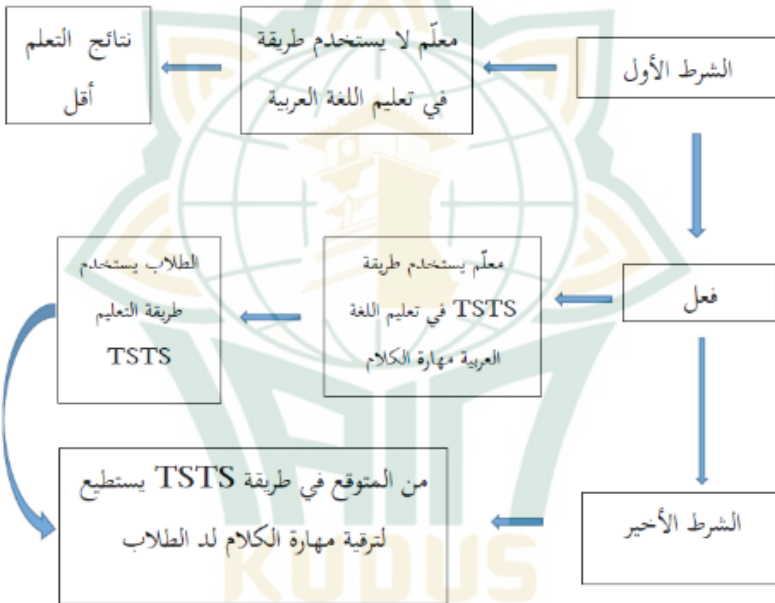 الشرط الأول
معلّم لا يستخدم طريقة
في تعليم اللغة العربية
نتائج التعلم
أقل
فعل
معلّم يستخدم طريقة
TSTS في تعليم اللغة
العربية مهارة الكلام
الطلاب يستخدم
طريقة التعليم
TSTS
الشرط الأخير
من المتوقع في طريقة TSTS يستطيع
لترقية مهارة الكلام لد الطلاب
IAIN
KUDUS